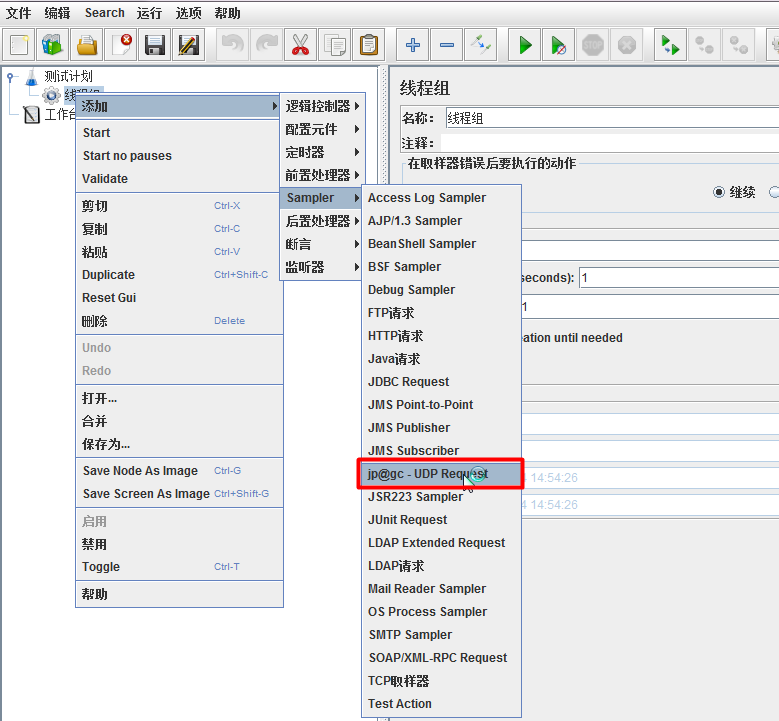 文件 编辑 Search 运行 选项 帮助
测试计划
线程组
工作台
添加
Start
Start no pauses
Validate
剪切 Ctrl-X
复制 Ctrl-C
粘贴 Ctrl-V
Duplicate Ctrl+Shift-C
Reset Gui
删除 Delete
Undo
Redo
打开...
合并
保存为...
Save Node As Image Ctrl-G
Save Screen As Image Ctrl+Shift-G
启用
禁用
Toggle Ctrl-T
帮助
逻辑控制器
配置元件
定时器
前置处理器
Sampler
后置处理器
断言
监听器
Access Log Sampler
AJP/1.3 Sampler
BeanShell Sampler
BSF Sampler
Debug Sampler
FTP请求
HTTP请求
Java请求
JDBC Request
JMS Point-to-Point
JMS Publisher
JMS Subscriber
jp@gc - UDP Request
JSR223 Sampler
JUnit Request
LDAP Extended Request
LDAP请求
Mail Reader Sampler
OS Process Sampler
SMTP Sampler
SOAP/XML-RPC Request
TCP取样器
Test Action
线程组
名称: 线程组
注释:
在取样器错误后要执行的动作
继续
seconds): 1
1
ation until needed
14:54:26
14:54:26
STOP